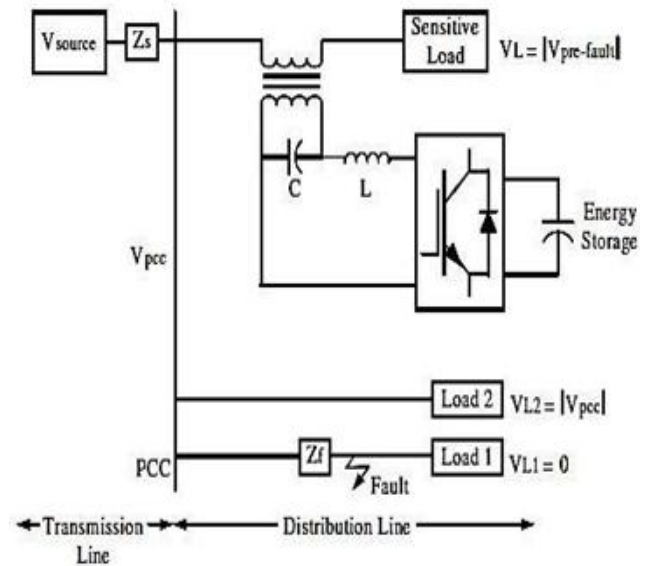 Vsource
Zs
Sensitive
Load
VL = |Vpre-fault|
C
L
Energy
Storage
Vpcc
Load 2
VL2 = |Vpcc|
PCC
Zf
Load 1
VL1 = 0
Fault
Transmission
Line
Distribution Line